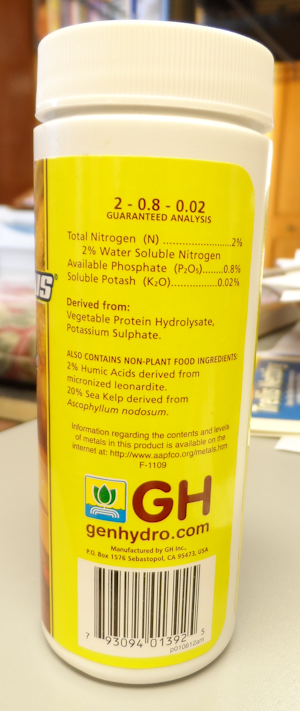 2 - 0.8 - 0.02
GUARANTEED ANALYSIS
Total Nitrogen (N) ........................2%
2% Water Soluble Nitrogen
Available Phosphate (P₂O₅).......0.8%
Soluble Potash (K₂O)...............0.02%
Derived from:
Vegetable Protein Hydrolysate,
Potassium Sulphate.
ALSO CONTAINS NON-PLANT FOOD INGREDIENTS:
2% Humic Acids derived from
micronized leonardite.
20% Sea Kelp derived from
Ascophyllum nodosum.
Information regarding the contents and levels
of metals in this product is available on the
internet at: http://www.aapfco.org/metals.htm
F-1109
GH
genhydro.com
Manufactured by GH Inc.,
P.O. Box 1576 Sebastopol, CA 95473, USA
7 93094 01392 5